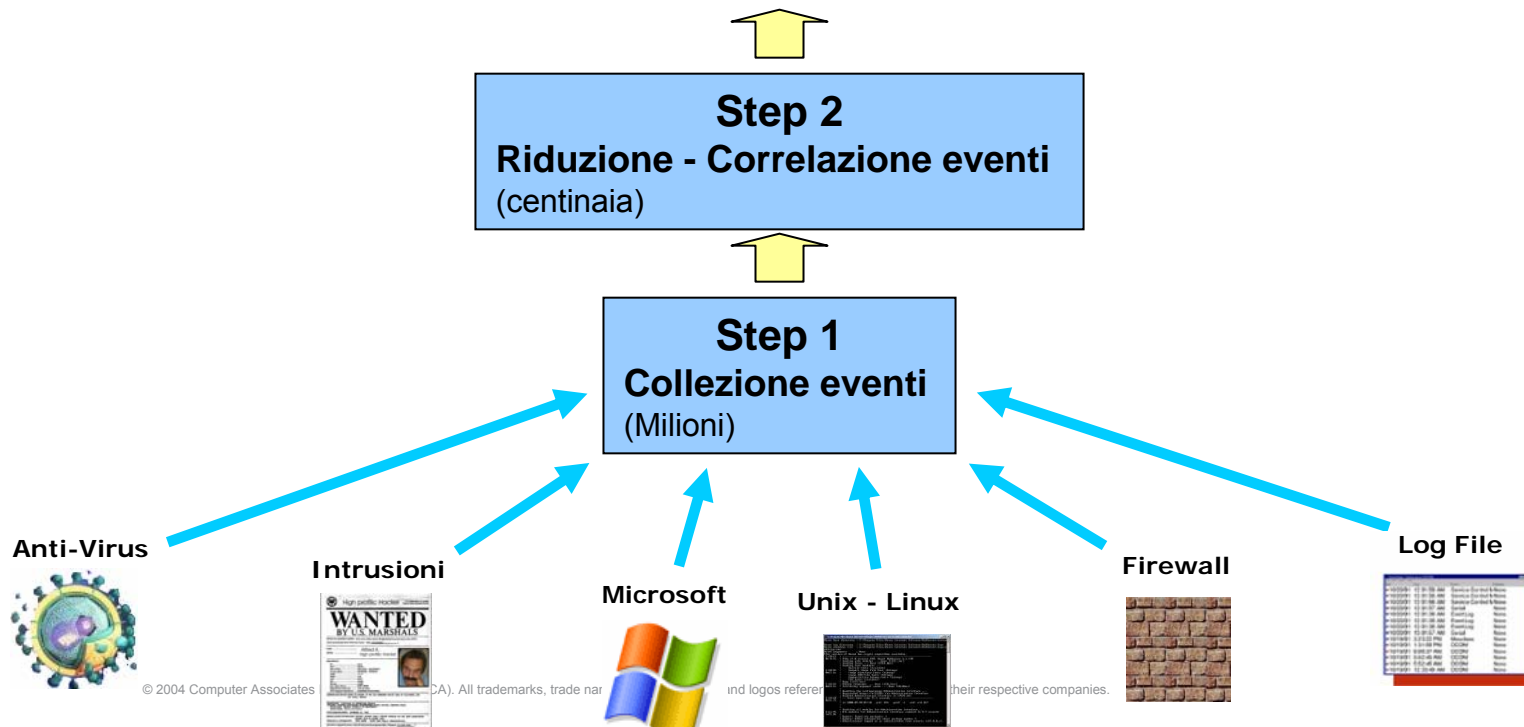 Step 2
Riduzione - Correlazione eventi
(centinaia)
Step 1
Collezione eventi
(Milioni)
Anti-Virus
Intrusioni
Microsoft
Unix - Linux
Firewall
Log File
WANTED
BY U.S. MARSHALS
© 2004 Computer Associates CA). All trademarks, trade nar nd logos referer their respective companies.